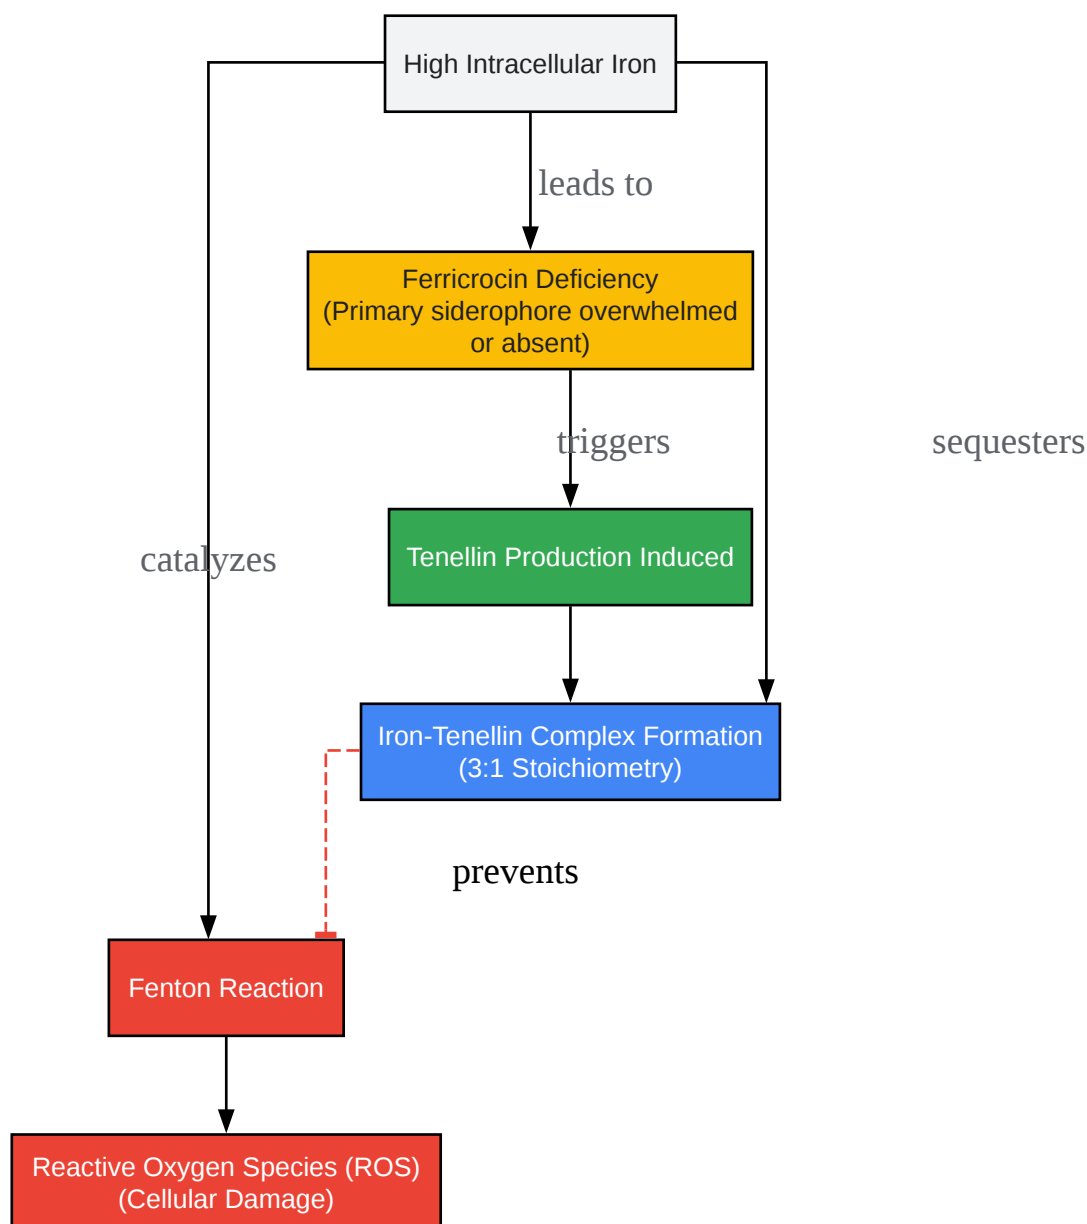 High Intracellular Iron
leads to
Ferricrocin Deficiency
(Primary siderophore overwhelmed
or absent)
triggers
sequesters
Tenellin Production Induced
catalyzes
Iron-Tenellin Complex Formation
(3:1 Stoichiometry)
prevents
Fenton Reaction
Reactive Oxygen Species (ROS)
(Cellular Damage)